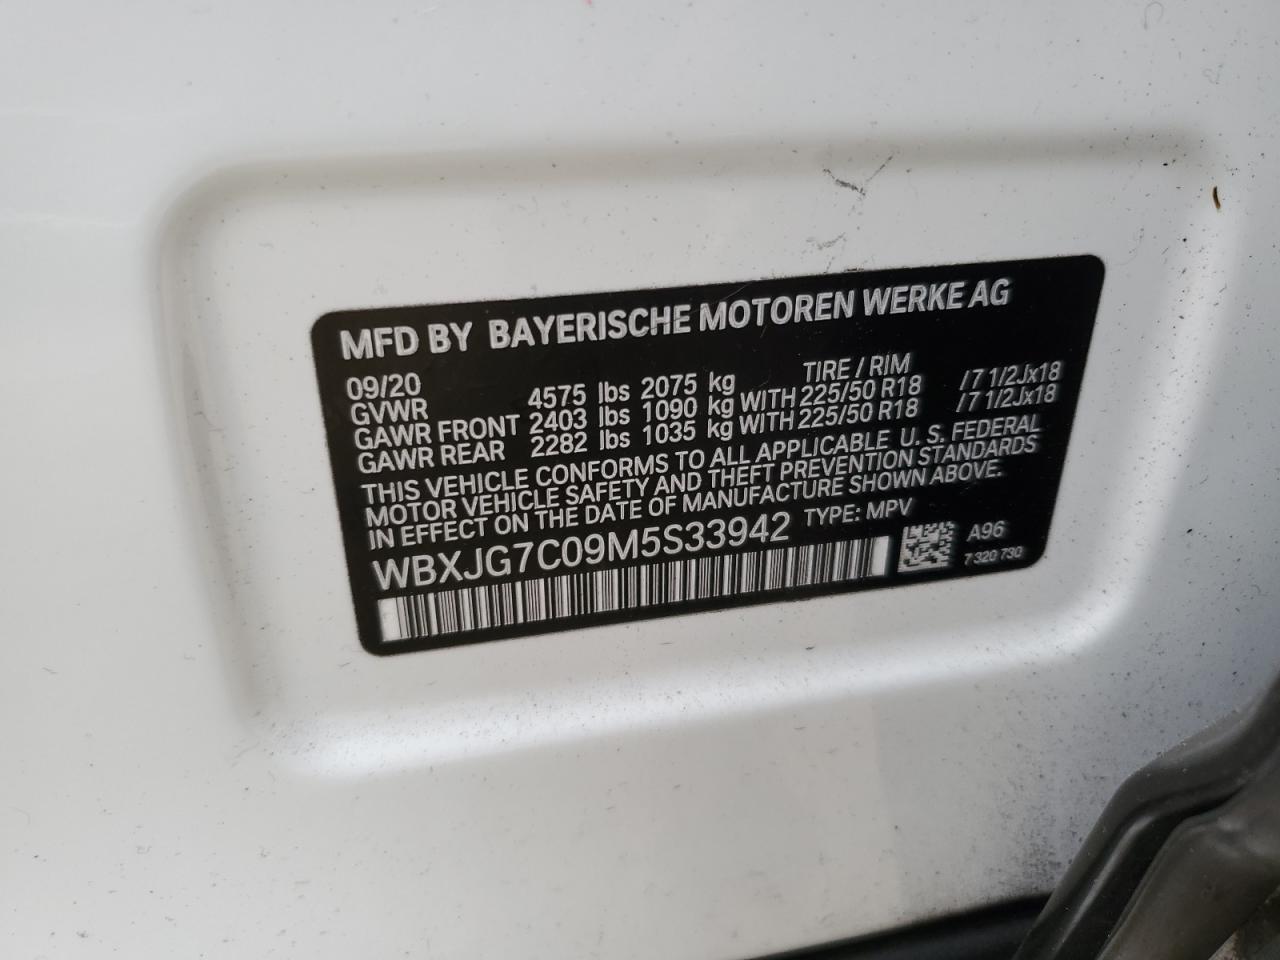 MFD BY BAYERISCHE MOTOREN WERKE AG
09/20 TIRE / RIM
GVWR 4575 lbs 2075 kg
GAWR FRONT 2403 lbs 1090 kg WITH 225/50 R18 /7 1/2Jx18
GAWR REAR 2282 lbs 1035 kg WITH 225/50 R18 /7 1/2Jx18
THIS VEHICLE CONFORMS TO ALL APPLICABLE U. S. FEDERAL
MOTOR VEHICLE SAFETY AND THEFT PREVENTION STANDARDS
IN EFFECT ON THE DATE OF MANUFACTURE SHOWN ABOVE.
WBXJG7C09M5S33942 TYPE: MPV
A96
7 320 730